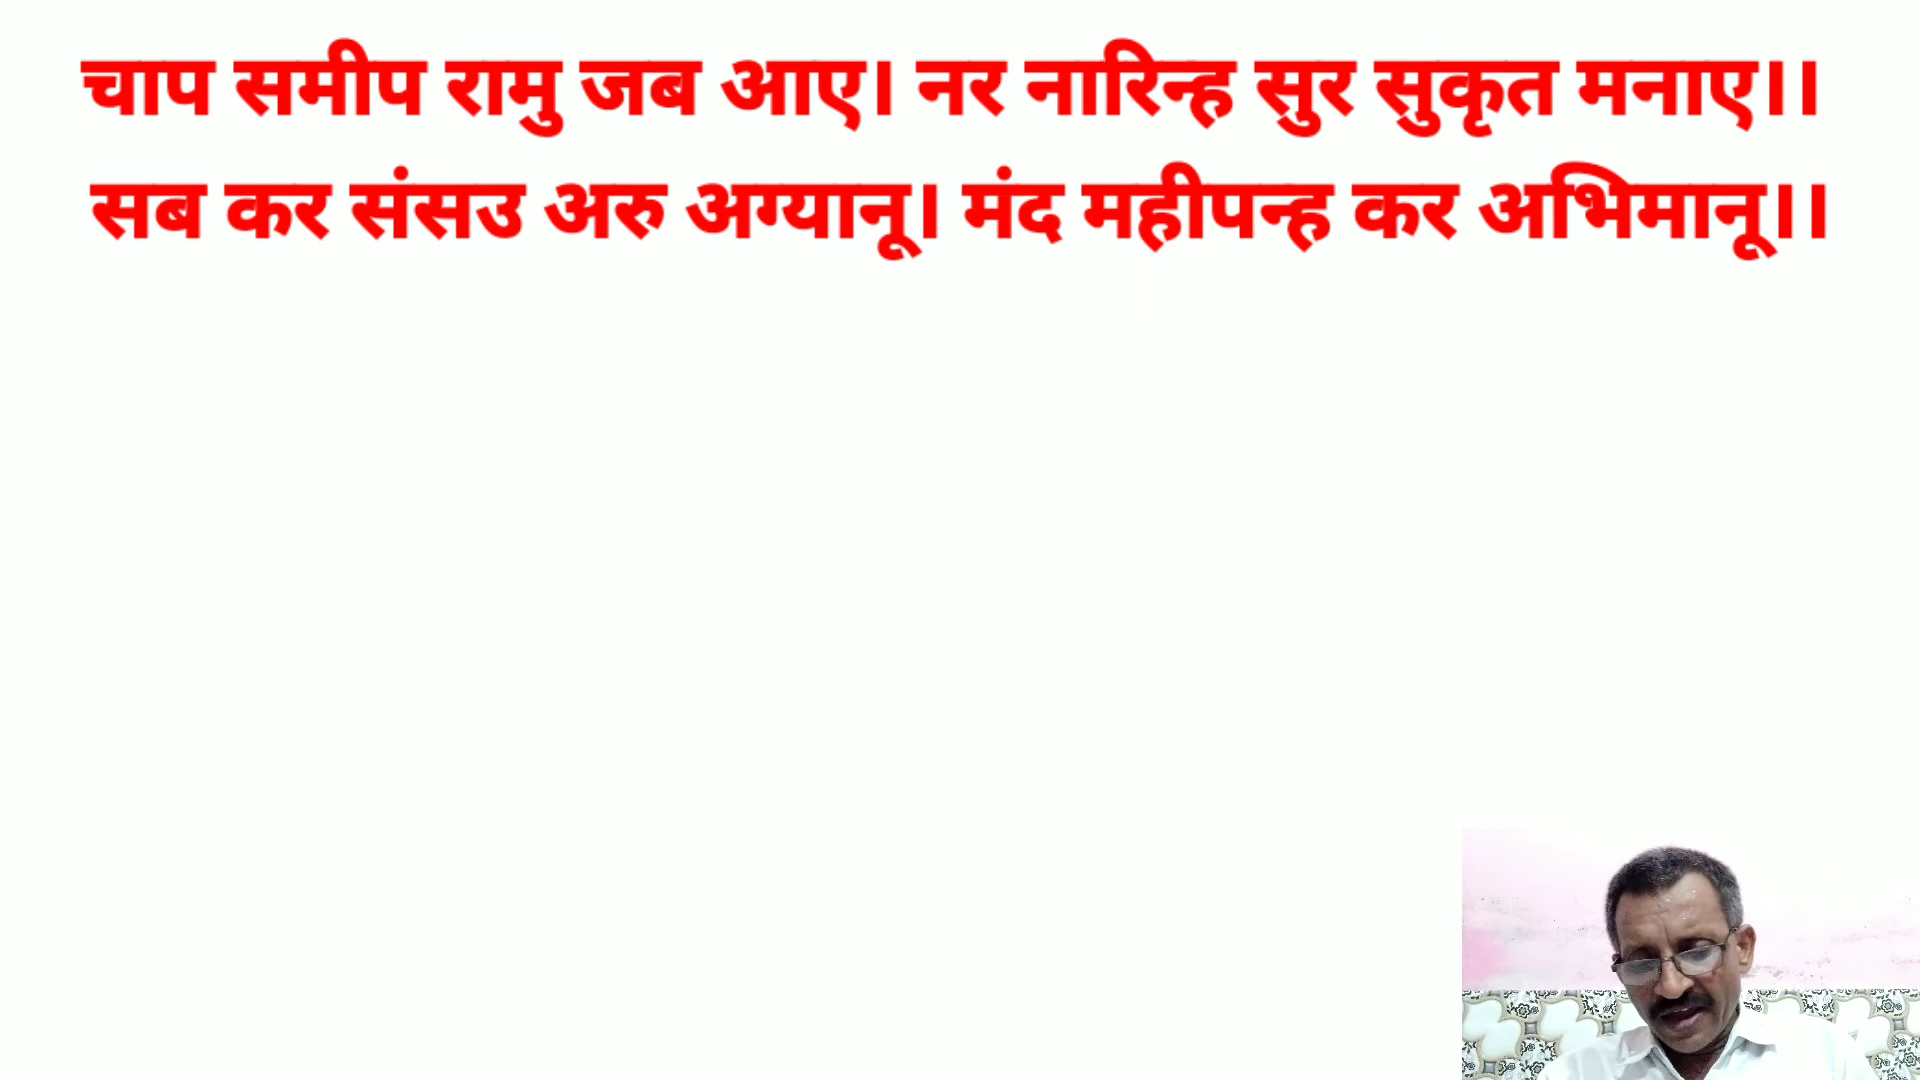 चाप समीप रामु जब आए। नर नारिन्ह सुर सुकृत मनाए।।
सब कर संसउ अरु अग्यानू। मंद महीपन्ह कर अभिमानू।।